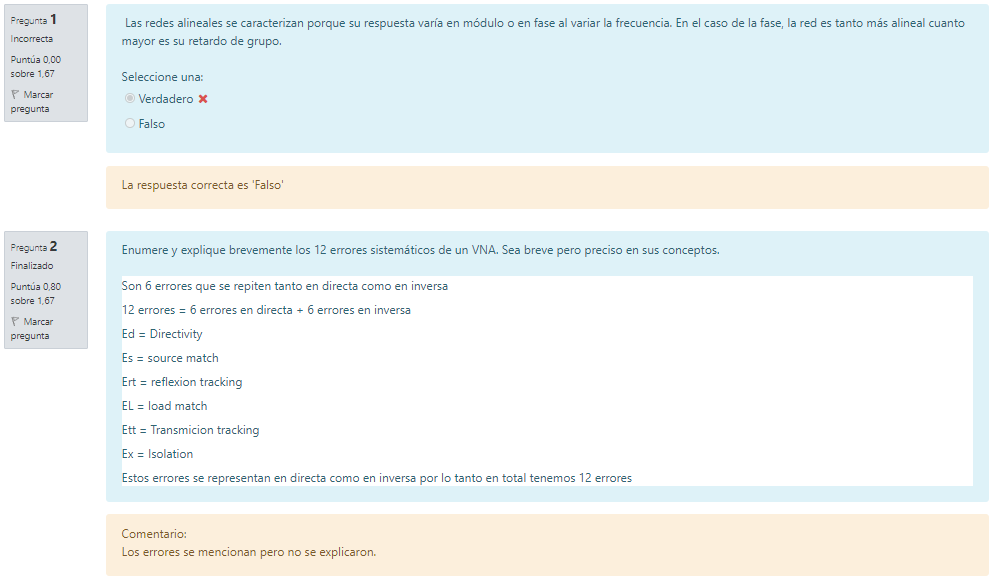 Pregunta 1
Incorrecta
Puntúa 0,00
sobre 1,67
Marcar
pregunta
Las redes alineales se caracterizan porque su respuesta varía en módulo o en fase al variar la frecuencia. En el caso de la fase, la red es tanto más alineal cuanto
mayor es su retardo de grupo.
Seleccione una:
Verdadero
Falso
La respuesta correcta es 'Falso'
Pregunta 2
Finalizado
Puntúa 0,80
sobre 1,67
Marcar
pregunta
Enumere y explique brevemente los 12 errores sistemáticos de un VNA. Sea breve pero preciso en sus conceptos.
Son 6 errores que se repiten tanto en directa como en inversa
12 errores = 6 errores en directa + 6 errores en inversa
Ed = Directivity
Es = source match
Ert = reflexion tracking
EL = load match
Ett = Transmicion tracking
Ex = Isolation
Estos errores se representan en directa como en inversa por lo tanto en total tenemos 12 errores
Comentario:
Los errores se mencionan pero no se explicaron.